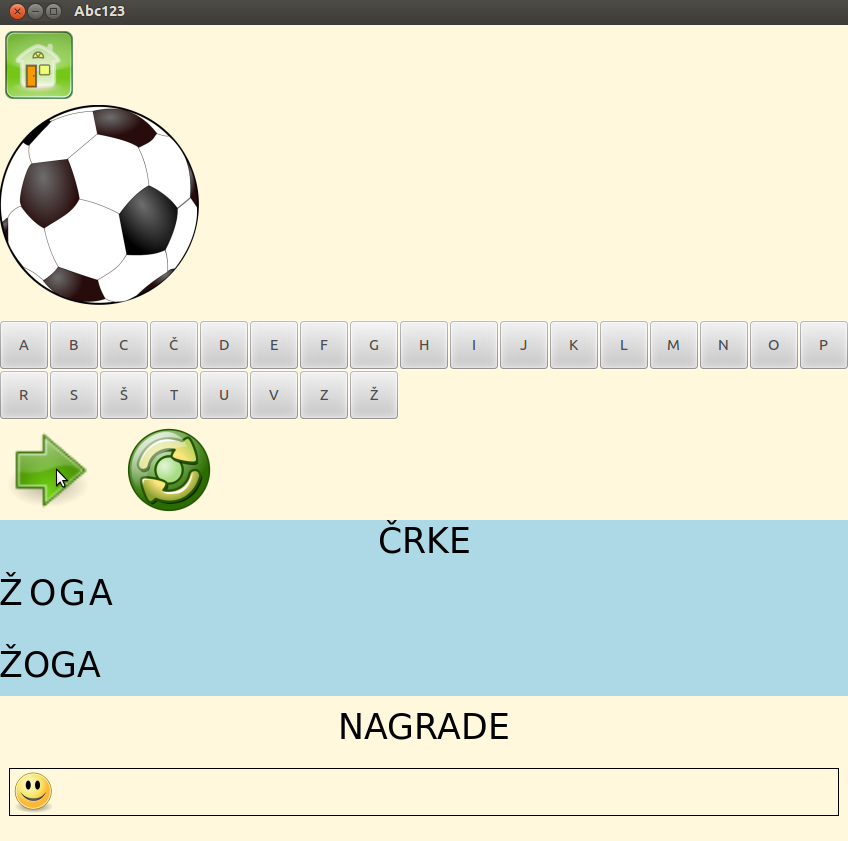 Abc123
A B C Č D E F G H I J K L M N O P
R S Š T U V Z Ž
ČRKE
Ž O G A
ŽOGA
NAGRADE